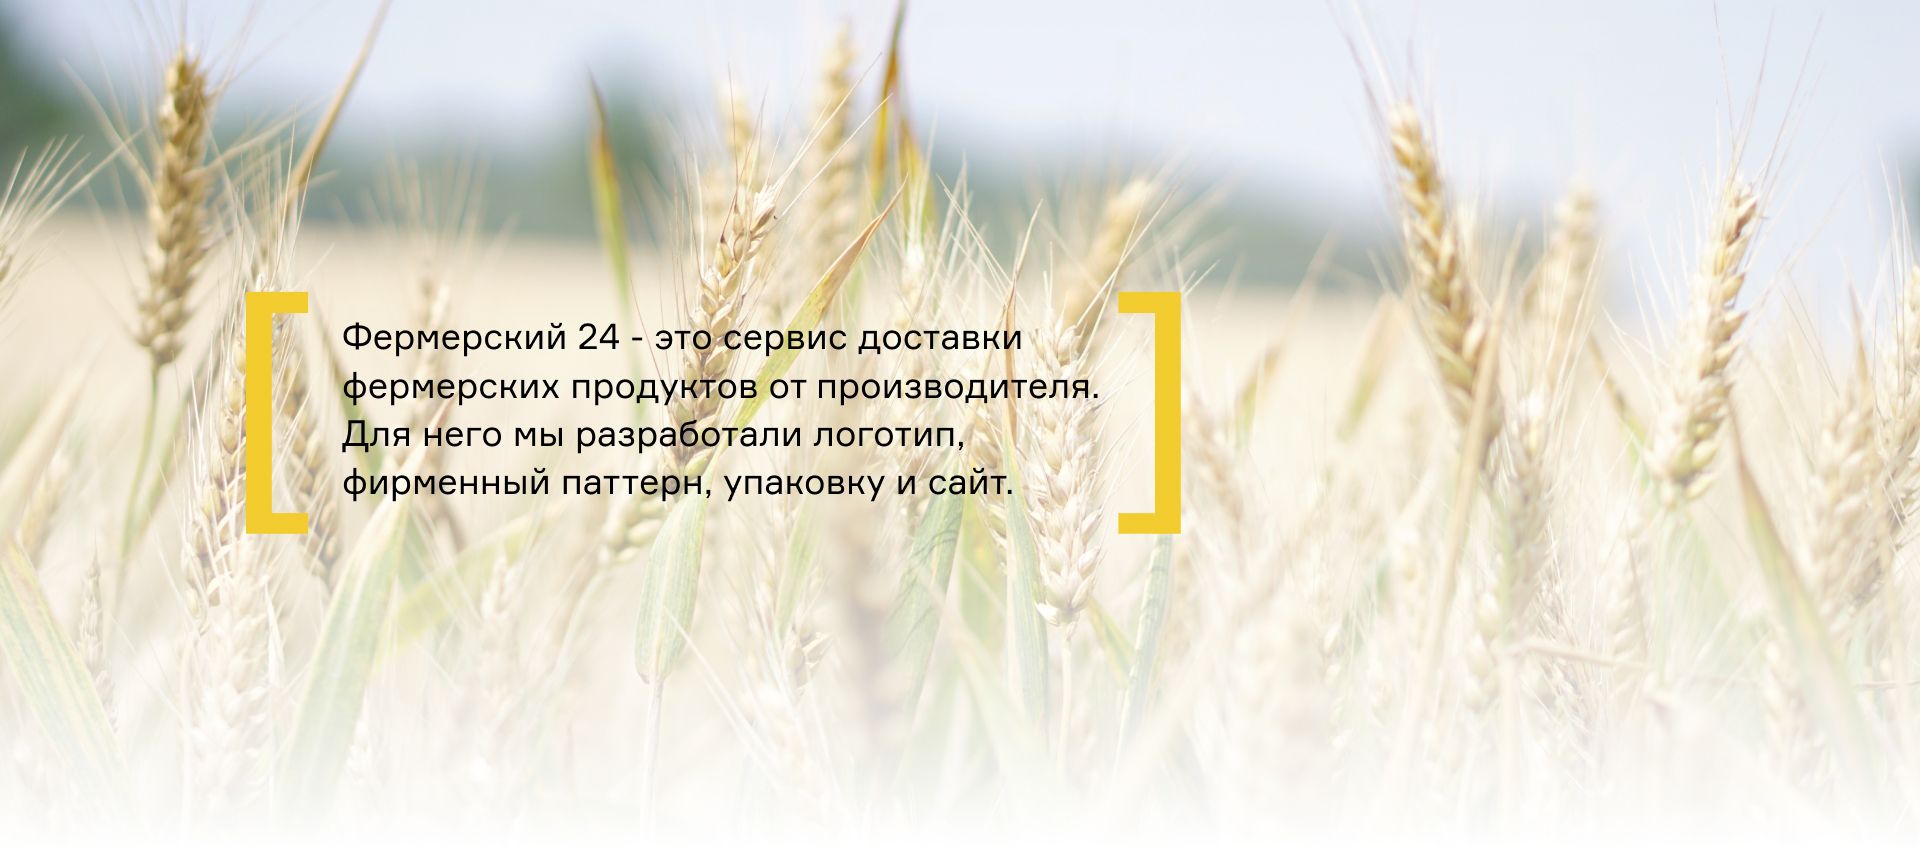 Фермерский 24 - это сервис доставки
фермерских продуктов от производителя.
Для него мы разработали логотип,
фирменный паттерн, упаковку и сайт.